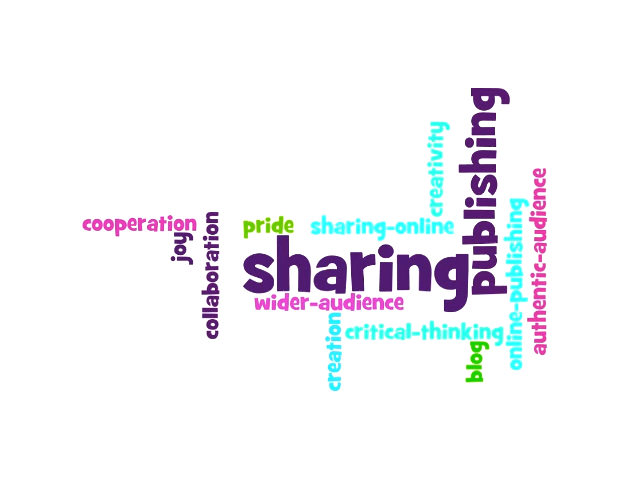 cooperation
joy
collaboration
pride
sharing-online
creativity
publishing
sharing
wider-audience
creation
critical-thinking
blog
online-publishing
authentic-audience